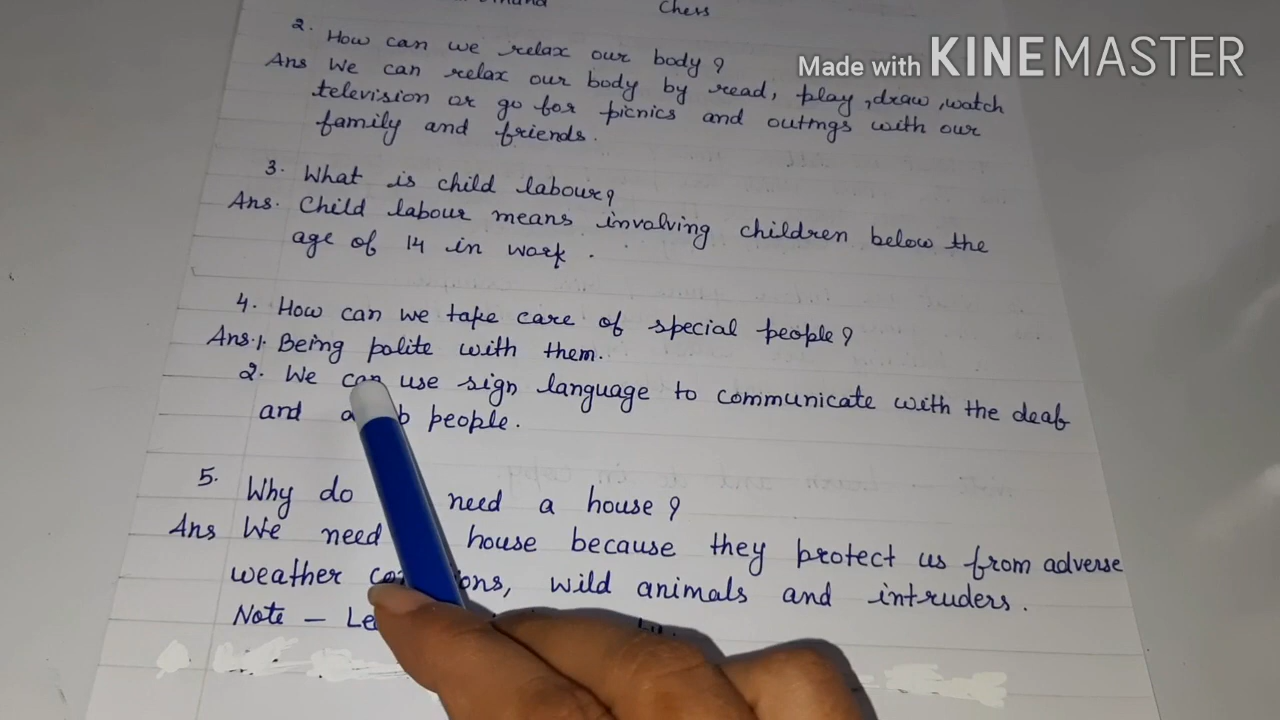 Chess
Made with KINEMASTER
2. How can we relax our body?
Ans We can relax our body by read, play, draw, watch
television or go for picnics and outings with our
family and friends.
3. What is child labour?
Ans. Child labour means involving children below the
age of 14 in work.
4. How can we take care of special people?
Ans. 1. Being polite with them.
2. We can use sign language to communicate with the deaf
and people.
5. Why do need a house?
Ans We need house because they protect us from adverse
weather wild animals and intruders.
Note -